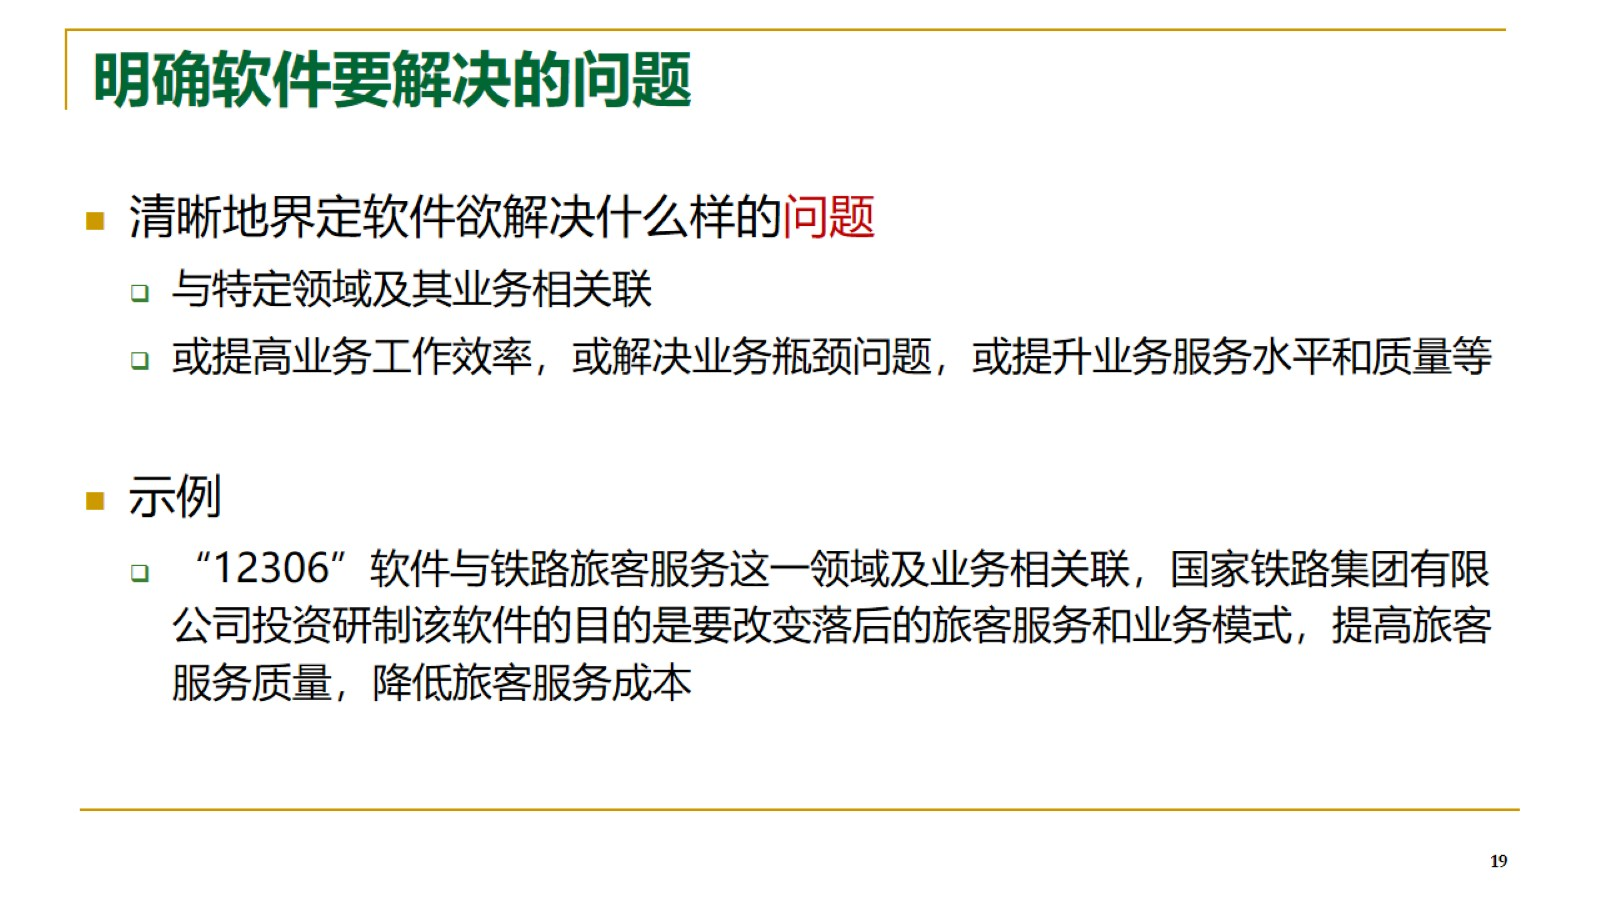 明确软件要解决的问题
清晰地界定软件欲解决什么样的问题
与特定领域及其业务相关联
或提高业务工作效率，或解决业务瓶颈问题，或提升业务服务水平和质量等
示例
“12306”软件与铁路旅客服务这一领域及业务相关联，国家铁路集团有限
公司投资研制该软件的目的是要改变落后的旅客服务和业务模式，提高旅客
服务质量，降低旅客服务成本
19